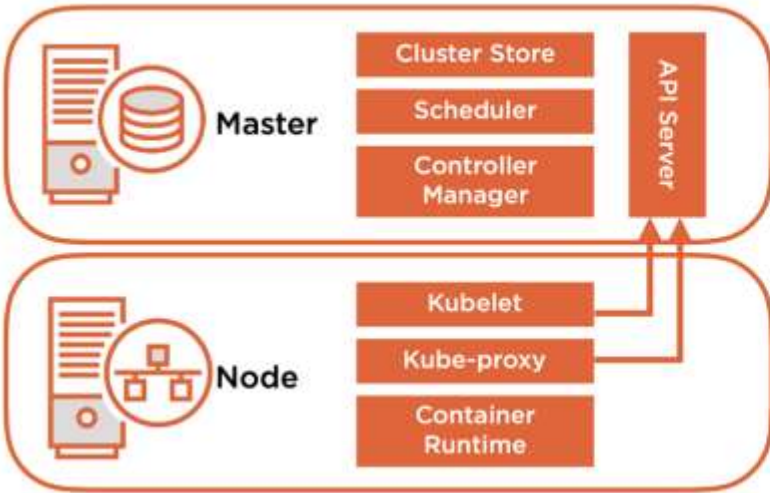 Master
Cluster Store
Scheduler
Controller
Manager
API Server
Node
Kubelet
Kube-proxy
Container
Runtime